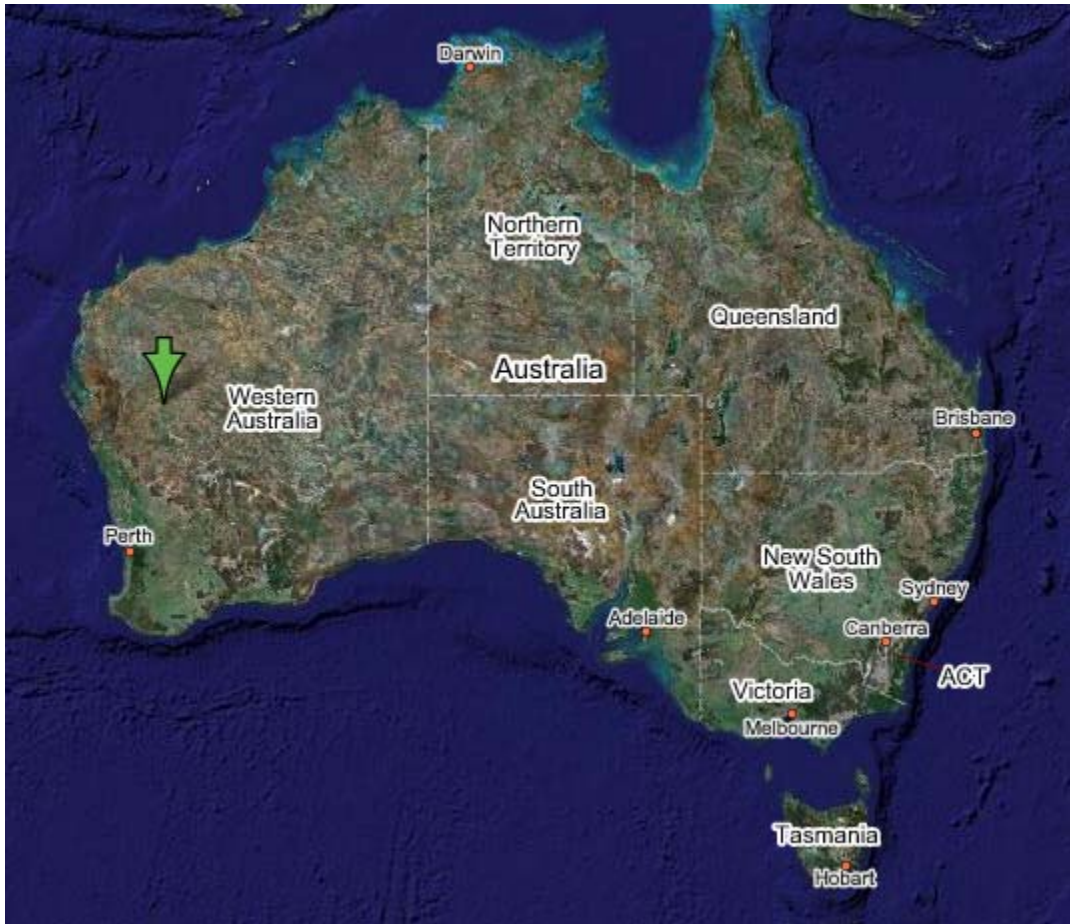 Darwin
Northern
Territory
Queensland
Australia
Western
Australia
Brisbane
South
Australia
Perth
New South
Wales
Sydney
Adelaide
Canberra
ACT
Victoria
Melbourne
Tasmania
Hobart